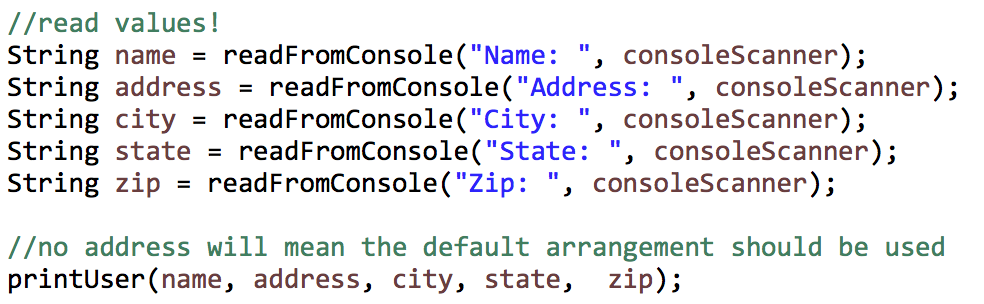 //read values!
String name = readFromConsole("Name: ", consoleScanner);
String address = readFromConsole("Address: ", consoleScanner);
String city = readFromConsole("City: ", consoleScanner);
String state = readFromConsole("State: ", consoleScanner);
String zip = readFromConsole("Zip: ", consoleScanner);
//no address will mean the default arrangement should be used
printUser(name, address, city, state,  zip);